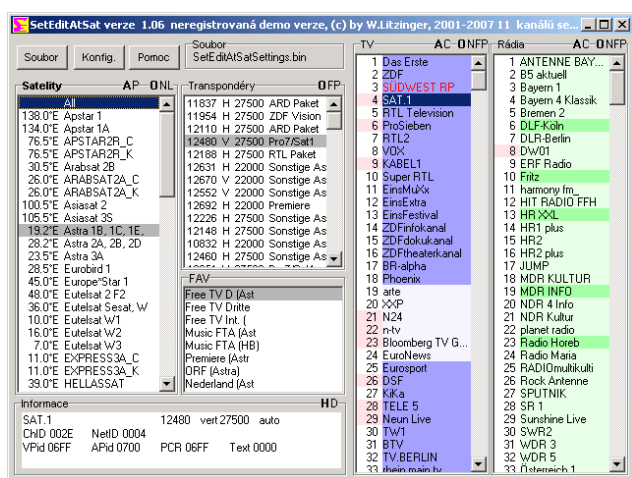 SetEditAtSat verze 1.06 neregistrovaná demo verze, (c) by W.Litzinger, 2001-2007 11 kanálů se...
Soubor Konfig. Pomoc
Soubor
SetEditAtSatSettings.bin
Satelity AP ONL
All
138.0°E Apstar 1
134.0°E Apstar 1A
76.5°E APSTAR2R_C
76.5°E APSTAR2R_K
30.5°E Arabsat 2B
26.0°E ARABSAT2A_C
26.0°E ARABSAT2A_K
100.5°E Asiasat 2
105.5°E Asiasat 3S
19.2°E Astra 1B, 1C, 1E,
28.2°E Astra 2A, 2B, 2D
23.5°E Astra 3A
28.5°E Eurobird 1
45.0°E Europe*Star 1
48.0°E Eutelsat 2 F2
36.0°E Eutelsat Sesat, W
10.0°E Eutelsat W1
16.0°E Eutelsat W2
7.0°E Eutelsat W3
11.0°E EXPRESS3A_C
11.0°E EXPRESS3A_K
39.0°E HELLASSAT
Transpondéry OFP
11837 H 27500 ARD Paket
11954 H 27500 ZDF Vision
12110 H 27500 ARD Paket
12480 V 27500 Pro7/Sat1
12188 H 27500 RTL Paket
12631 H 22000 Sonstige As
12670 V 22000 Sonstige As
12552 V 22000 Sonstige As
12692 H 22000 Premiere
12226 H 27500 Sonstige As
12148 H 27500 Sonstige As
10832 H 22000 Sonstige As
12460 H 27500 Sonstige As
FAV
Free TV D (Ast
Free TV Dritte
Free TV Int. (
Music FTA (Ast
Music FTA (HB)
Premiere (Astr
ORF (Astra)
Nederland (Ast
Informace HD
SAT.1 12480 vert 27500 auto
ChID 002E NetID 0004
VPid 06FF APid 0700 PCR 06FF Text 0000
TV AC ONFP
1 Das Erste
2 ZDF
3 SÜDWEST RP
4 SAT.1
5 RTL Television
6 ProSieben
7 RTL2
8 VOX
9 KABEL1
10 Super RTL
11 EinsMuXx
12 EinsExtra
13 EinsFestival
14 ZDFinfokanal
15 ZDFdokukanal
16 ZDFtheaterkanal
17 BR-alpha
18 Phoenix
19 arte
20 XXP
21 N24
22 n-tv
23 Bloomberg TV G...
24 EuroNews
25 Eurosport
26 DSF
27 KiKa
28 TELE 5
29 Neun Live
30 TW1
31 BTV
32 TV.BERLIN
33 rhein main tv
Rádia AC ONFP
1 ANTENNE BAY...
2 B5 aktuell
3 Bayern 1
4 Bayern 4 Klassik
5 Bremen 2
6 DLF-Köln
7 DLR-Berlin
8 DW01
9 ERF Radio
10 Fritz
11 harmony fm_
12 HIT RADIO FFH
13 HR XXL
14 HR1 plus
15 HR2
16 HR2 plus
17 JUMP
18 MDR KULTUR
19 MDR INFO
20 NDR 4 Info
21 NDR Kultur
22 planet radio
23 Radio Horeb
24 Radio Maria
25 RADIOmultikulti
26 Rock Antenne
27 SPUTNIK
28 SR 1
29 Sunshine Live
30 SWR2
31 WDR 3
32 WDR 5
33 Österreich 1